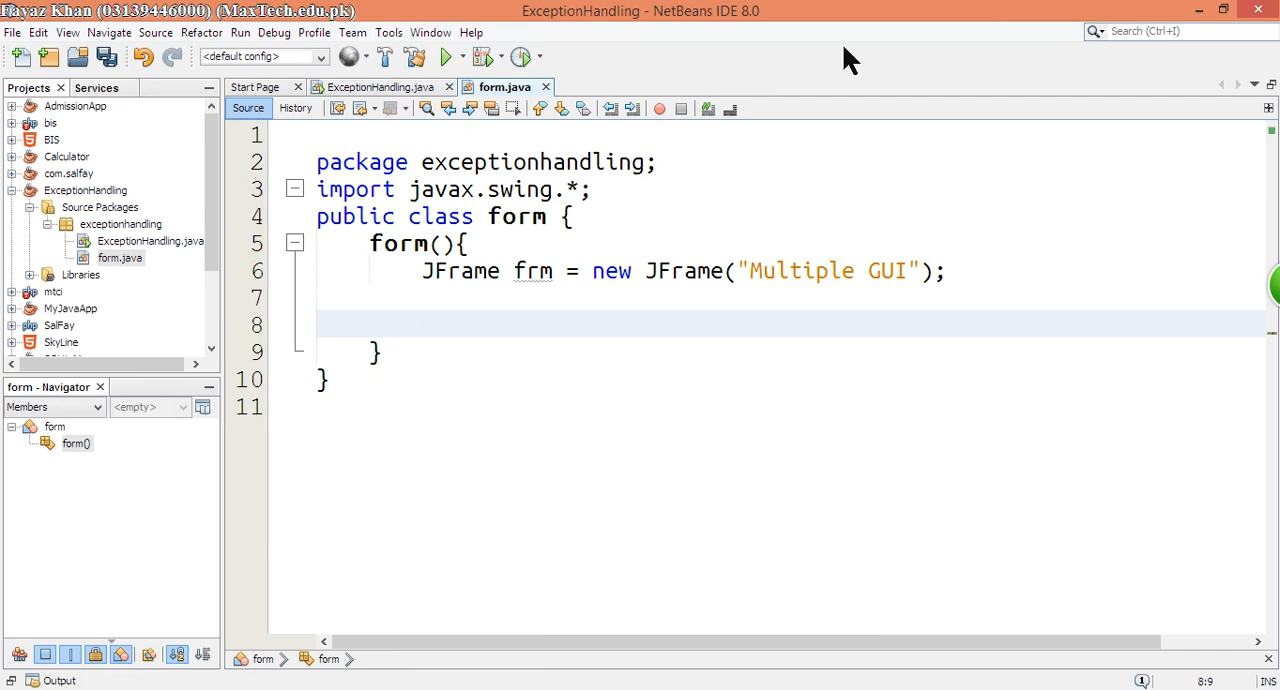 Fayaz Khan (03139446000) (MaxTech.edu.pk)
ExceptionHandling - NetBeans IDE 8.0
File Edit View Navigate Source Refactor Run Debug Profile Team Tools Window Help
Search (Ctrl+I)
<default config>
Projects Services
Start Page ExceptionHandling.java form.java
Source History
AdmissionApp
bis
BIS
Calculator
com.salfay
ExceptionHandling
Source Packages
exceptionhandling
ExceptionHandling.java
form.java
Libraries
mtci
MyJavaApp
SalFay
SkyLine
form - Navigator
Members <empty>
form
form()
1
2 package exceptionhandling;
3 import javax.swing.*;
4 public class form {
5 form(){
6 JFrame frm = new JFrame("Multiple GUI");
7
8
9 }
10 }
11
form form
Output
1
8:9 INS